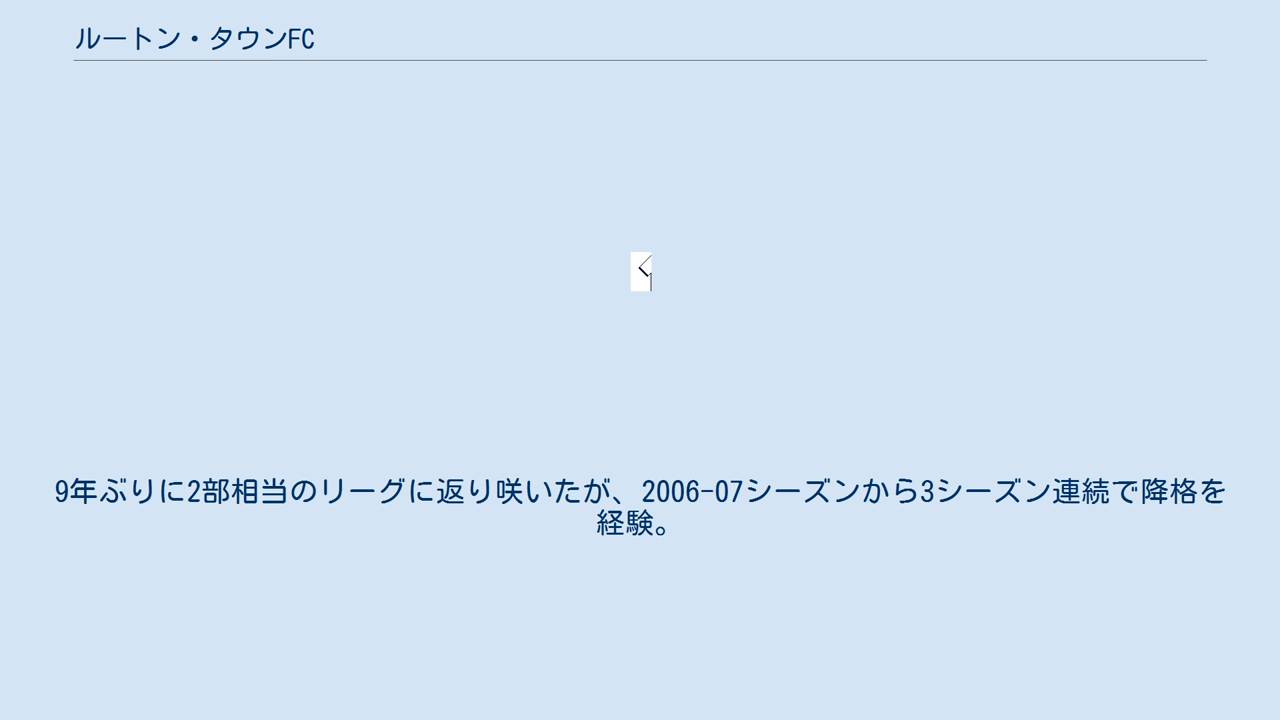 ルートン・タウンFC
9年ぶりに2部相当のリーグに返り咲いたが、2006-07シーズンから3シーズン連続で降格を
経験。